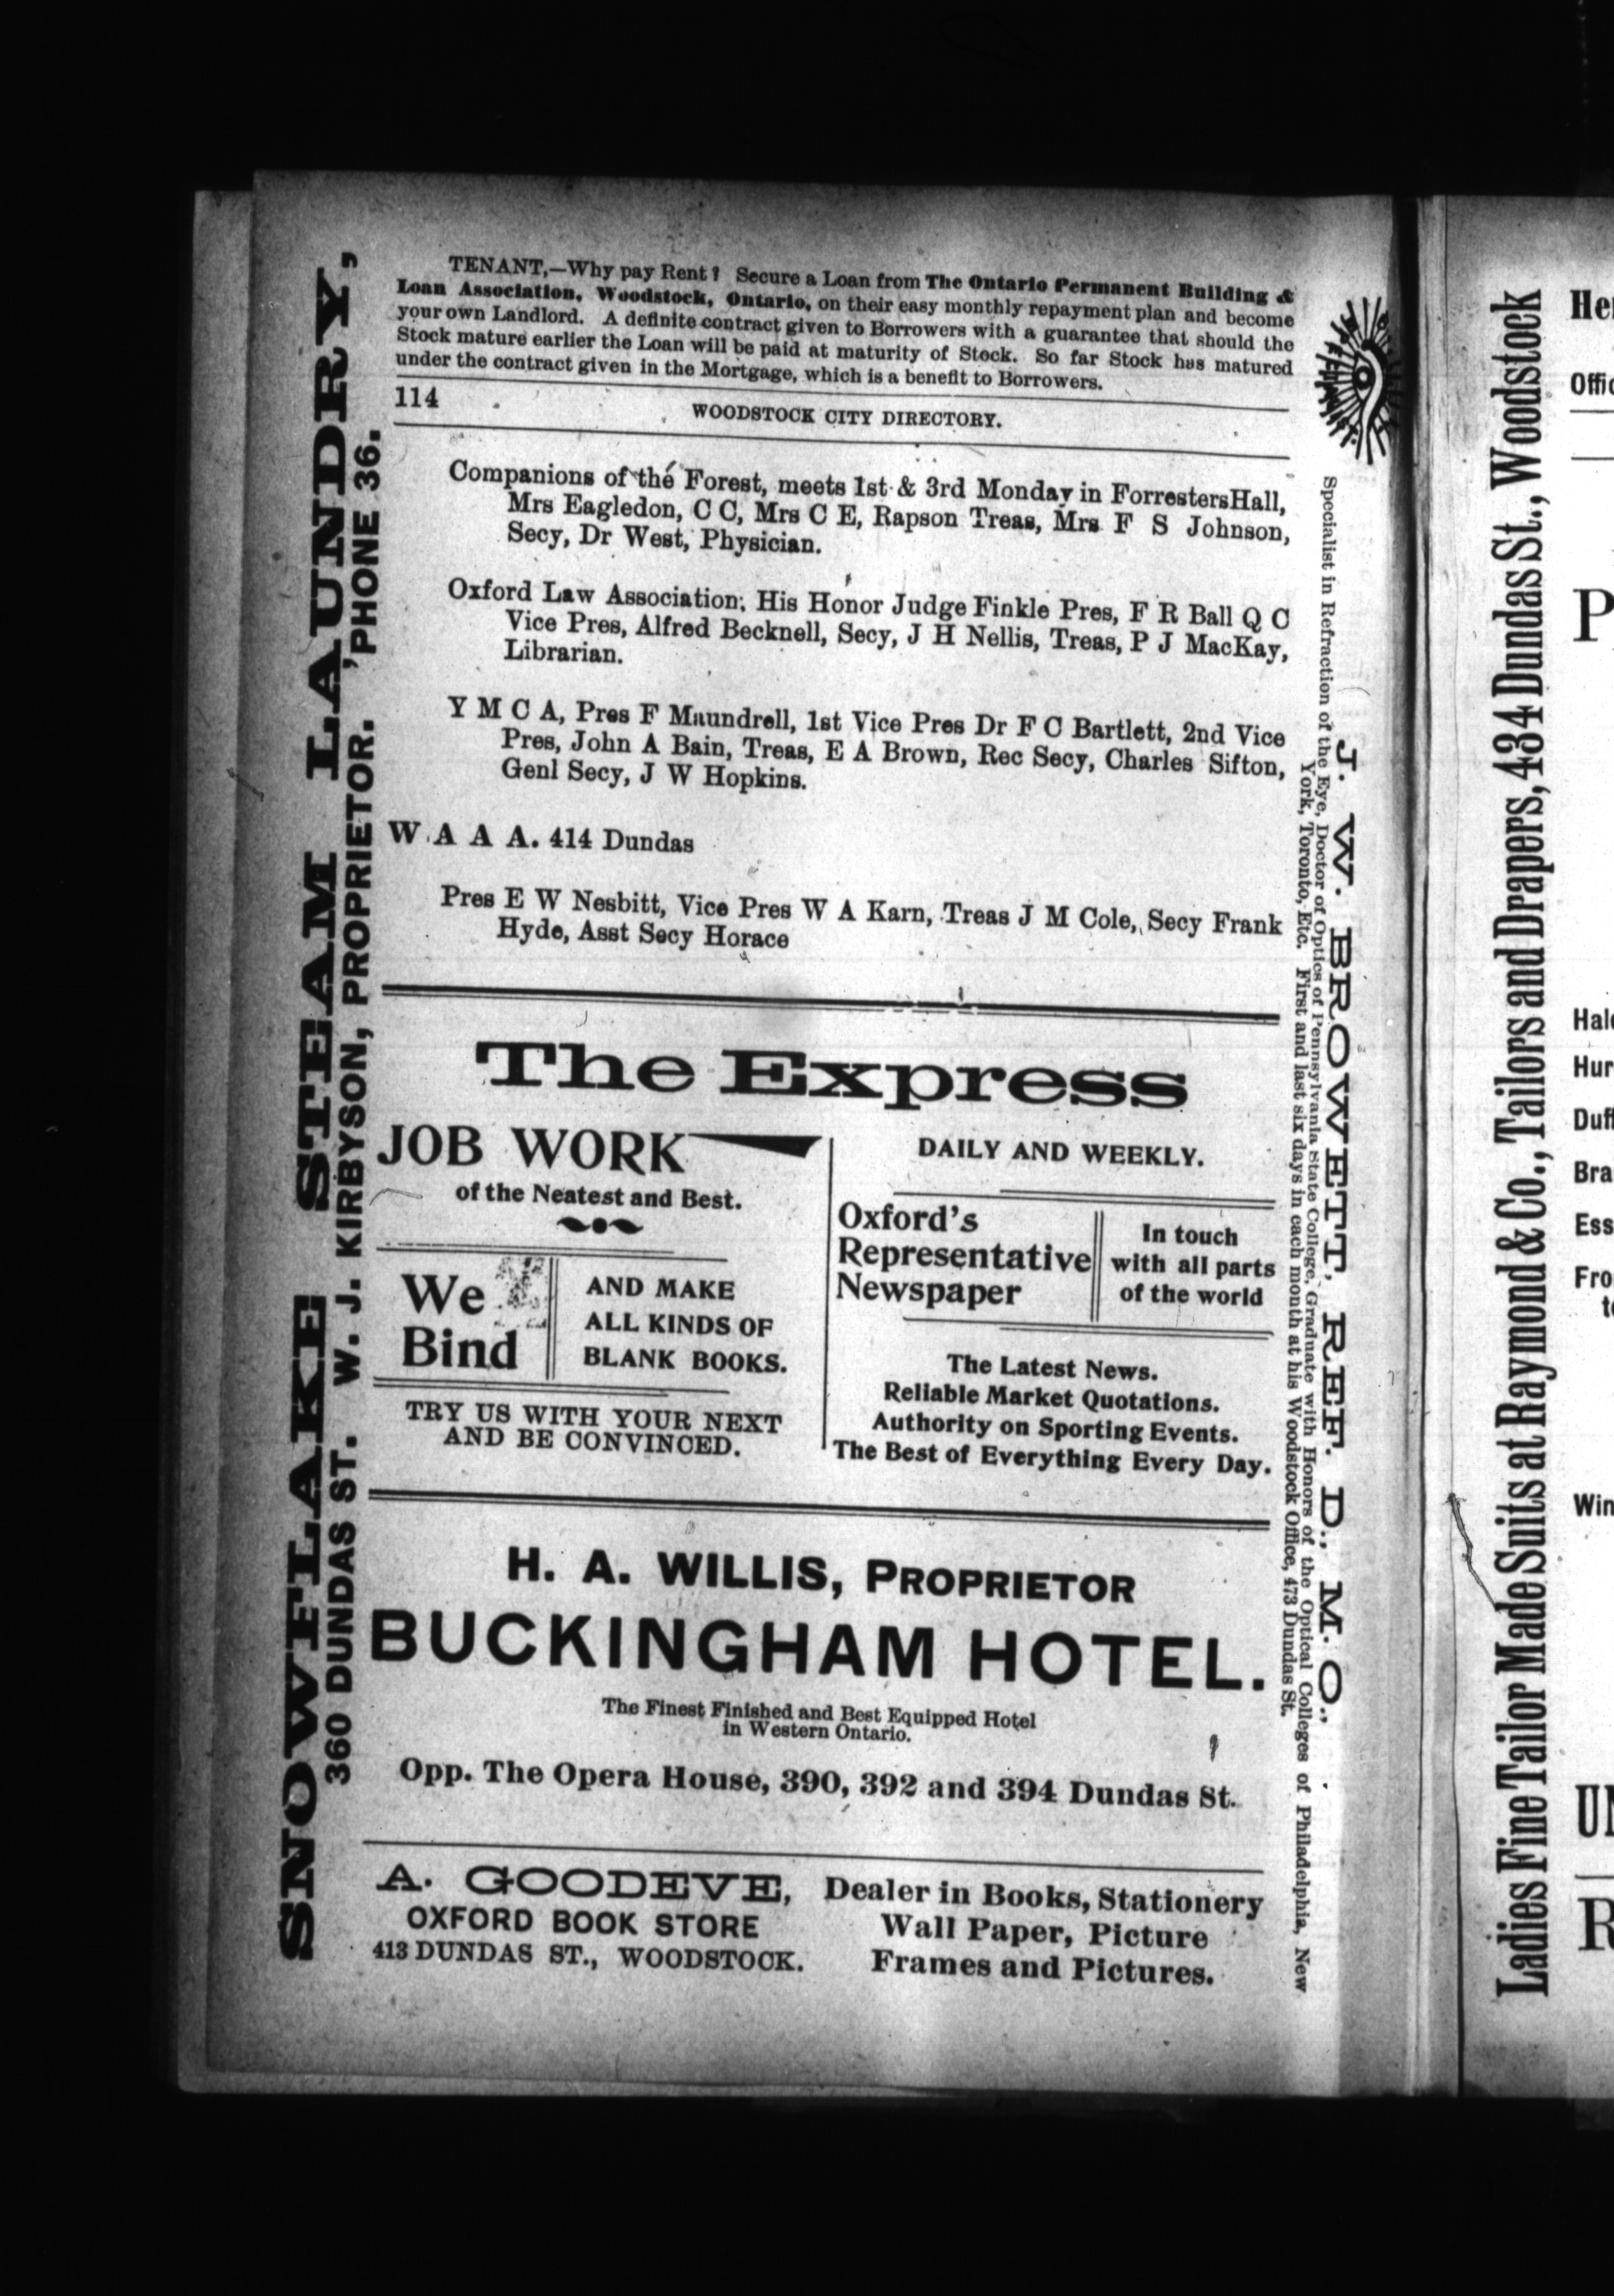 TENANT,—Why pay Rent? Secure a Loan from The Ontario Permanent Building &
Loan Association, Woodstock, Ontario, on their easy monthly repayment plan and become
your own Landlord. A definite contract given to Borrowers with a guarantee that should the
Stock mature earlier the Loan will be paid at maturity of Stock. So far Stock has matured
under the contract given in the Mortgage, which is a benefit to Borrowers.
114
WOODSTOCK CITY DIRECTORY.
Companions of the Forest, meets 1st & 3rd Monday in ForrestersHall,
Mrs Eagledon, C C, Mrs C E, Rapson Treas, Mrs F S Johnson,
Secy, Dr West, Physician.
Oxford Law Association; His Honor Judge Finkle Pres, F R Ball Q C
Vice Pres, Alfred Becknell, Secy, J H Nellis, Treas, P J MacKay,
Librarian.
Y M C A, Pres F Maundrell, 1st Vice Pres Dr F C Bartlett, 2nd Vice
Pres, John A Bain, Treas, E A Brown, Rec Secy, Charles Sifton,
Genl Secy, J W Hopkins.
W A A A. 414 Dundas
Pres E W Nesbitt, Vice Pres W A Karn, Treas J M Cole, Secy Frank
Hyde, Asst Secy Horace
The Express
JOB WORK
of the Neatest and Best.
We
Bind
AND MAKE
ALL KINDS OF
BLANK BOOKS.
TRY US WITH YOUR NEXT
AND BE CONVINCED.
DAILY AND WEEKLY.
Oxford's
Representative
Newspaper
In touch
with all parts
of the world
The Latest News.
Reliable Market Quotations.
Authority on Sporting Events.
The Best of Everything Every Day.
H. A. WILLIS, PROPRIETOR
BUCKINGHAM HOTEL.
The Finest Finished and Best Equipped Hotel
in Western Ontario.
Opp. The Opera House, 390, 392 and 394 Dundas St.
A. GOODEVE,
OXFORD BOOK STORE
413 DUNDAS ST., WOODSTOCK.
Dealer in Books, Stationery
Wall Paper, Picture
Frames and Pictures.
SNOWFLAKE STEAM LAUNDRY,
360 DUNDAS ST. W. J. KIRBYSON, PROPRIETOR. 'PHONE 36.
J. W. BROWETT, REF. D., M. O.,
Specialist in Refraction of the Eye, Doctor of Optics of Pennsylvania State College, Graduate with Honors of the Optical Colleges of Philadelphia, New
York, Toronto, Etc. First and last six days in each month at his Woodstock Office, 473 Dundas St.
Ladies Fine Tailor Made Suits at Raymond & Co., Tailors and Drapers, 434 Dundas St., Woodstock